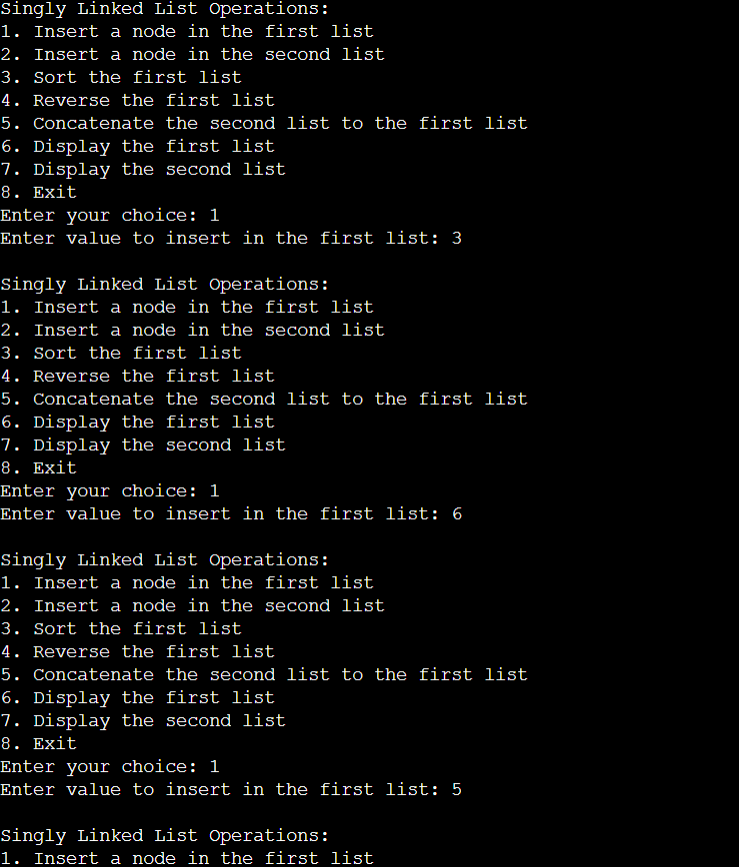 Singly Linked List Operations:
1. Insert a node in the first list
2. Insert a node in the second list
3. Sort the first list
4. Reverse the first list
5. Concatenate the second list to the first list
6. Display the first list
7. Display the second list
8. Exit
Enter your choice: 1
Enter value to insert in the first list: 3
Singly Linked List Operations:
1. Insert a node in the first list
2. Insert a node in the second list
3. Sort the first list
4. Reverse the first list
5. Concatenate the second list to the first list
6. Display the first list
7. Display the second list
8. Exit
Enter your choice: 1
Enter value to insert in the first list: 6
Singly Linked List Operations:
1. Insert a node in the first list
2. Insert a node in the second list
3. Sort the first list
4. Reverse the first list
5. Concatenate the second list to the first list
6. Display the first list
7. Display the second list
8. Exit
Enter your choice: 1
Enter value to insert in the first list: 5
Singly Linked List Operations:
1. Insert a node in the first list